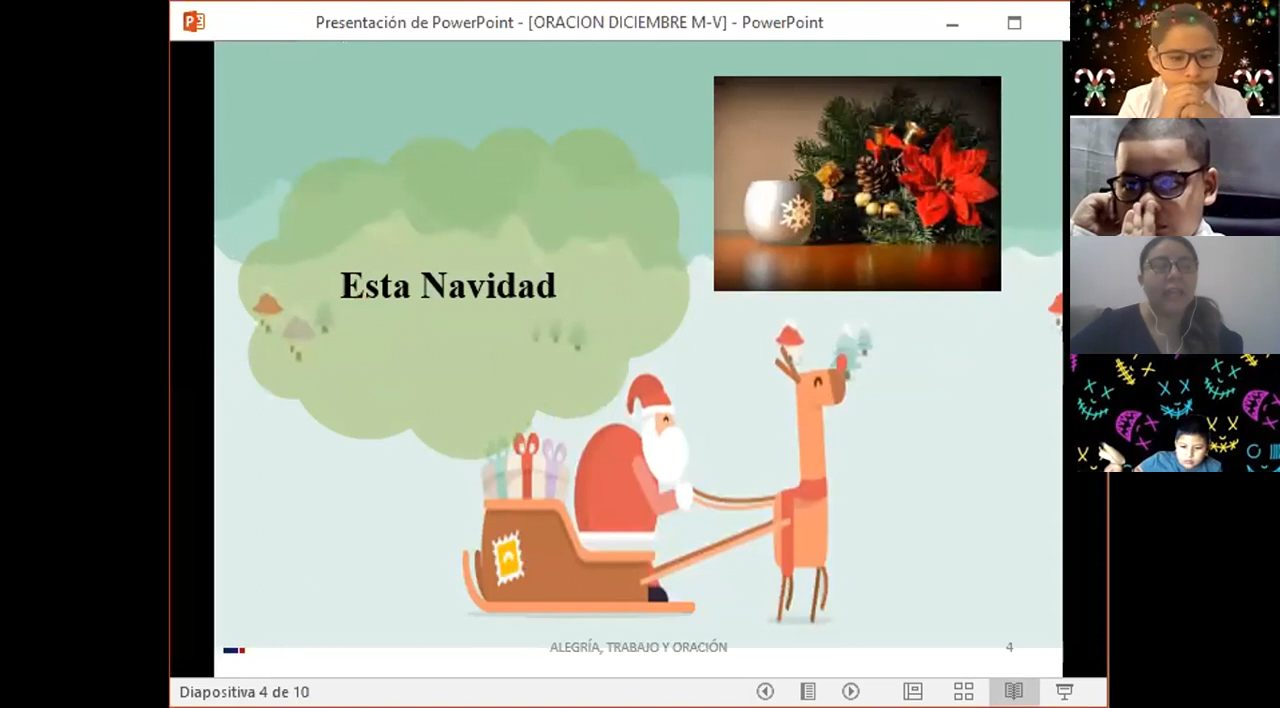 Presentación de PowerPoint - [ORACION DICIEMBRE M-V] - PowerPoint
Esta Navidad
ALEGRÍA, TRABAJO Y ORACIÓN
4
Diapositiva 4 de 10